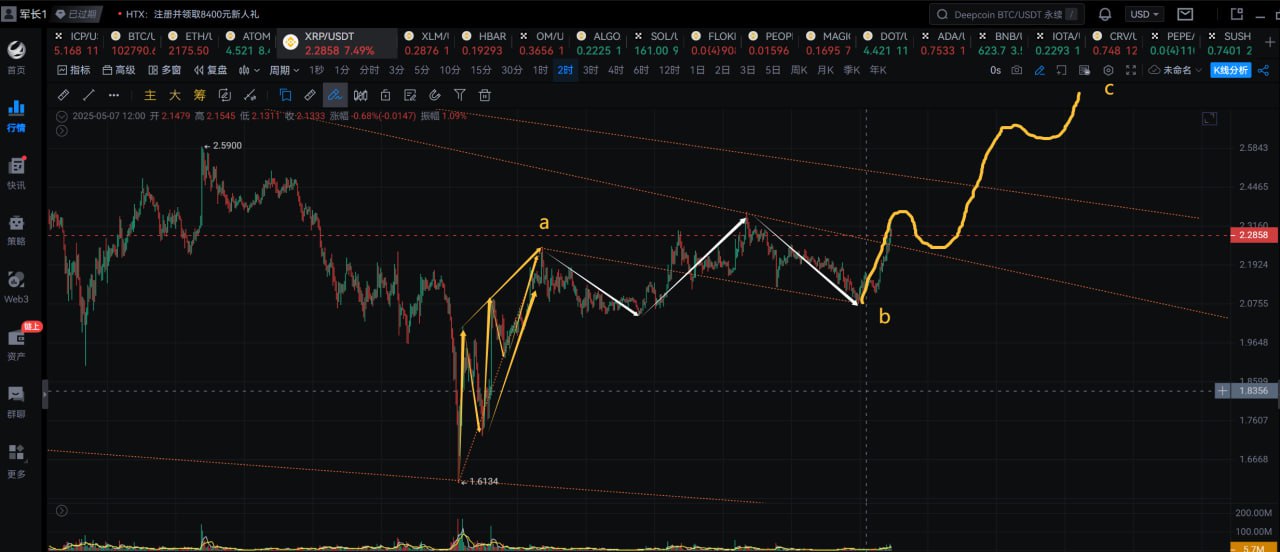 军长1 已过期 HTX：注册并领取8400元新人礼 Deepcoin BTC/USDT 永续 / USD
ICP/U BTC/U ETH/U ATOM XRP/USDT XLM/U HBAR IOTA/U ALGO SOL/U FLOKI PEOPI MAGIC DOT/U ADA/U BNB/U IOTA/U CRV/U PEPE/ SUSH
5.168 11 102790.6 2175.50 4.521 8.4 2.2858 7.49% 0.2876 1 0.19293 0.3656 1 0.2225 1 161.00 9 0.0{4}908 0.01596 0.1695 7 4.421 11 0.7533 1 623.7 3.5 0.2293 1 0.748 12 0.0{4}11 0.7401 2
首页
指标 高级 多窗 复盘 周期 1秒 1分 分时 3分 5分 10分 15分 30分 1时 2时 3时 4时 6时 12时 1日 2日 3日 5日 周K 月K 季K 年K 0s 未命名 K线分析
主 大 筹
c
2025-05-07 12:00 开 2.1479 高 2.1545 低 2.1311 收 2.1333 涨幅 -0.68%(-0.0147) 振幅 1.09%
行情
2.5900
2.5843
快讯
2.4465
a
策略
2.3160
2.2858
2.1924
Web3
2.0755
b
链上
1.9648
资产
1.8599
1.8356
群聊
1.7607
更多
1.6668
1.6134
200.00M
100.00M
5.7M